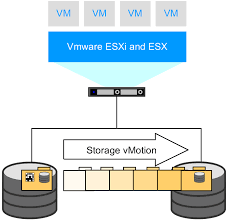 VM VM VM VM
Vmware ESXi and ESX
Storage vMotion